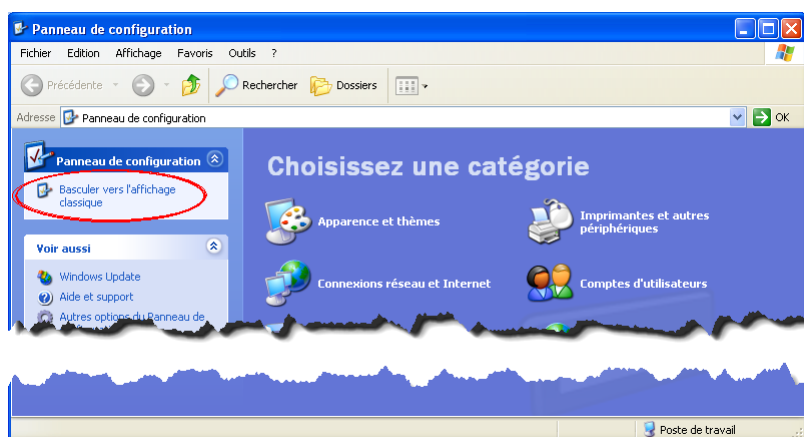 Panneau de configuration
Fichier Edition Affichage Favoris Outils ?
Précédente Rechercher Dossiers
Adresse Panneau de configuration OK
Panneau de configuration
Basculer vers l'affichage
classique
Voir aussi
Windows Update
Aide et support
Autres options du Panneau de
Choisissez une catégorie
Apparence et thèmes
Imprimantes et autres
périphériques
Connexions réseau et Internet
Comptes d'utilisateurs
Poste de travail